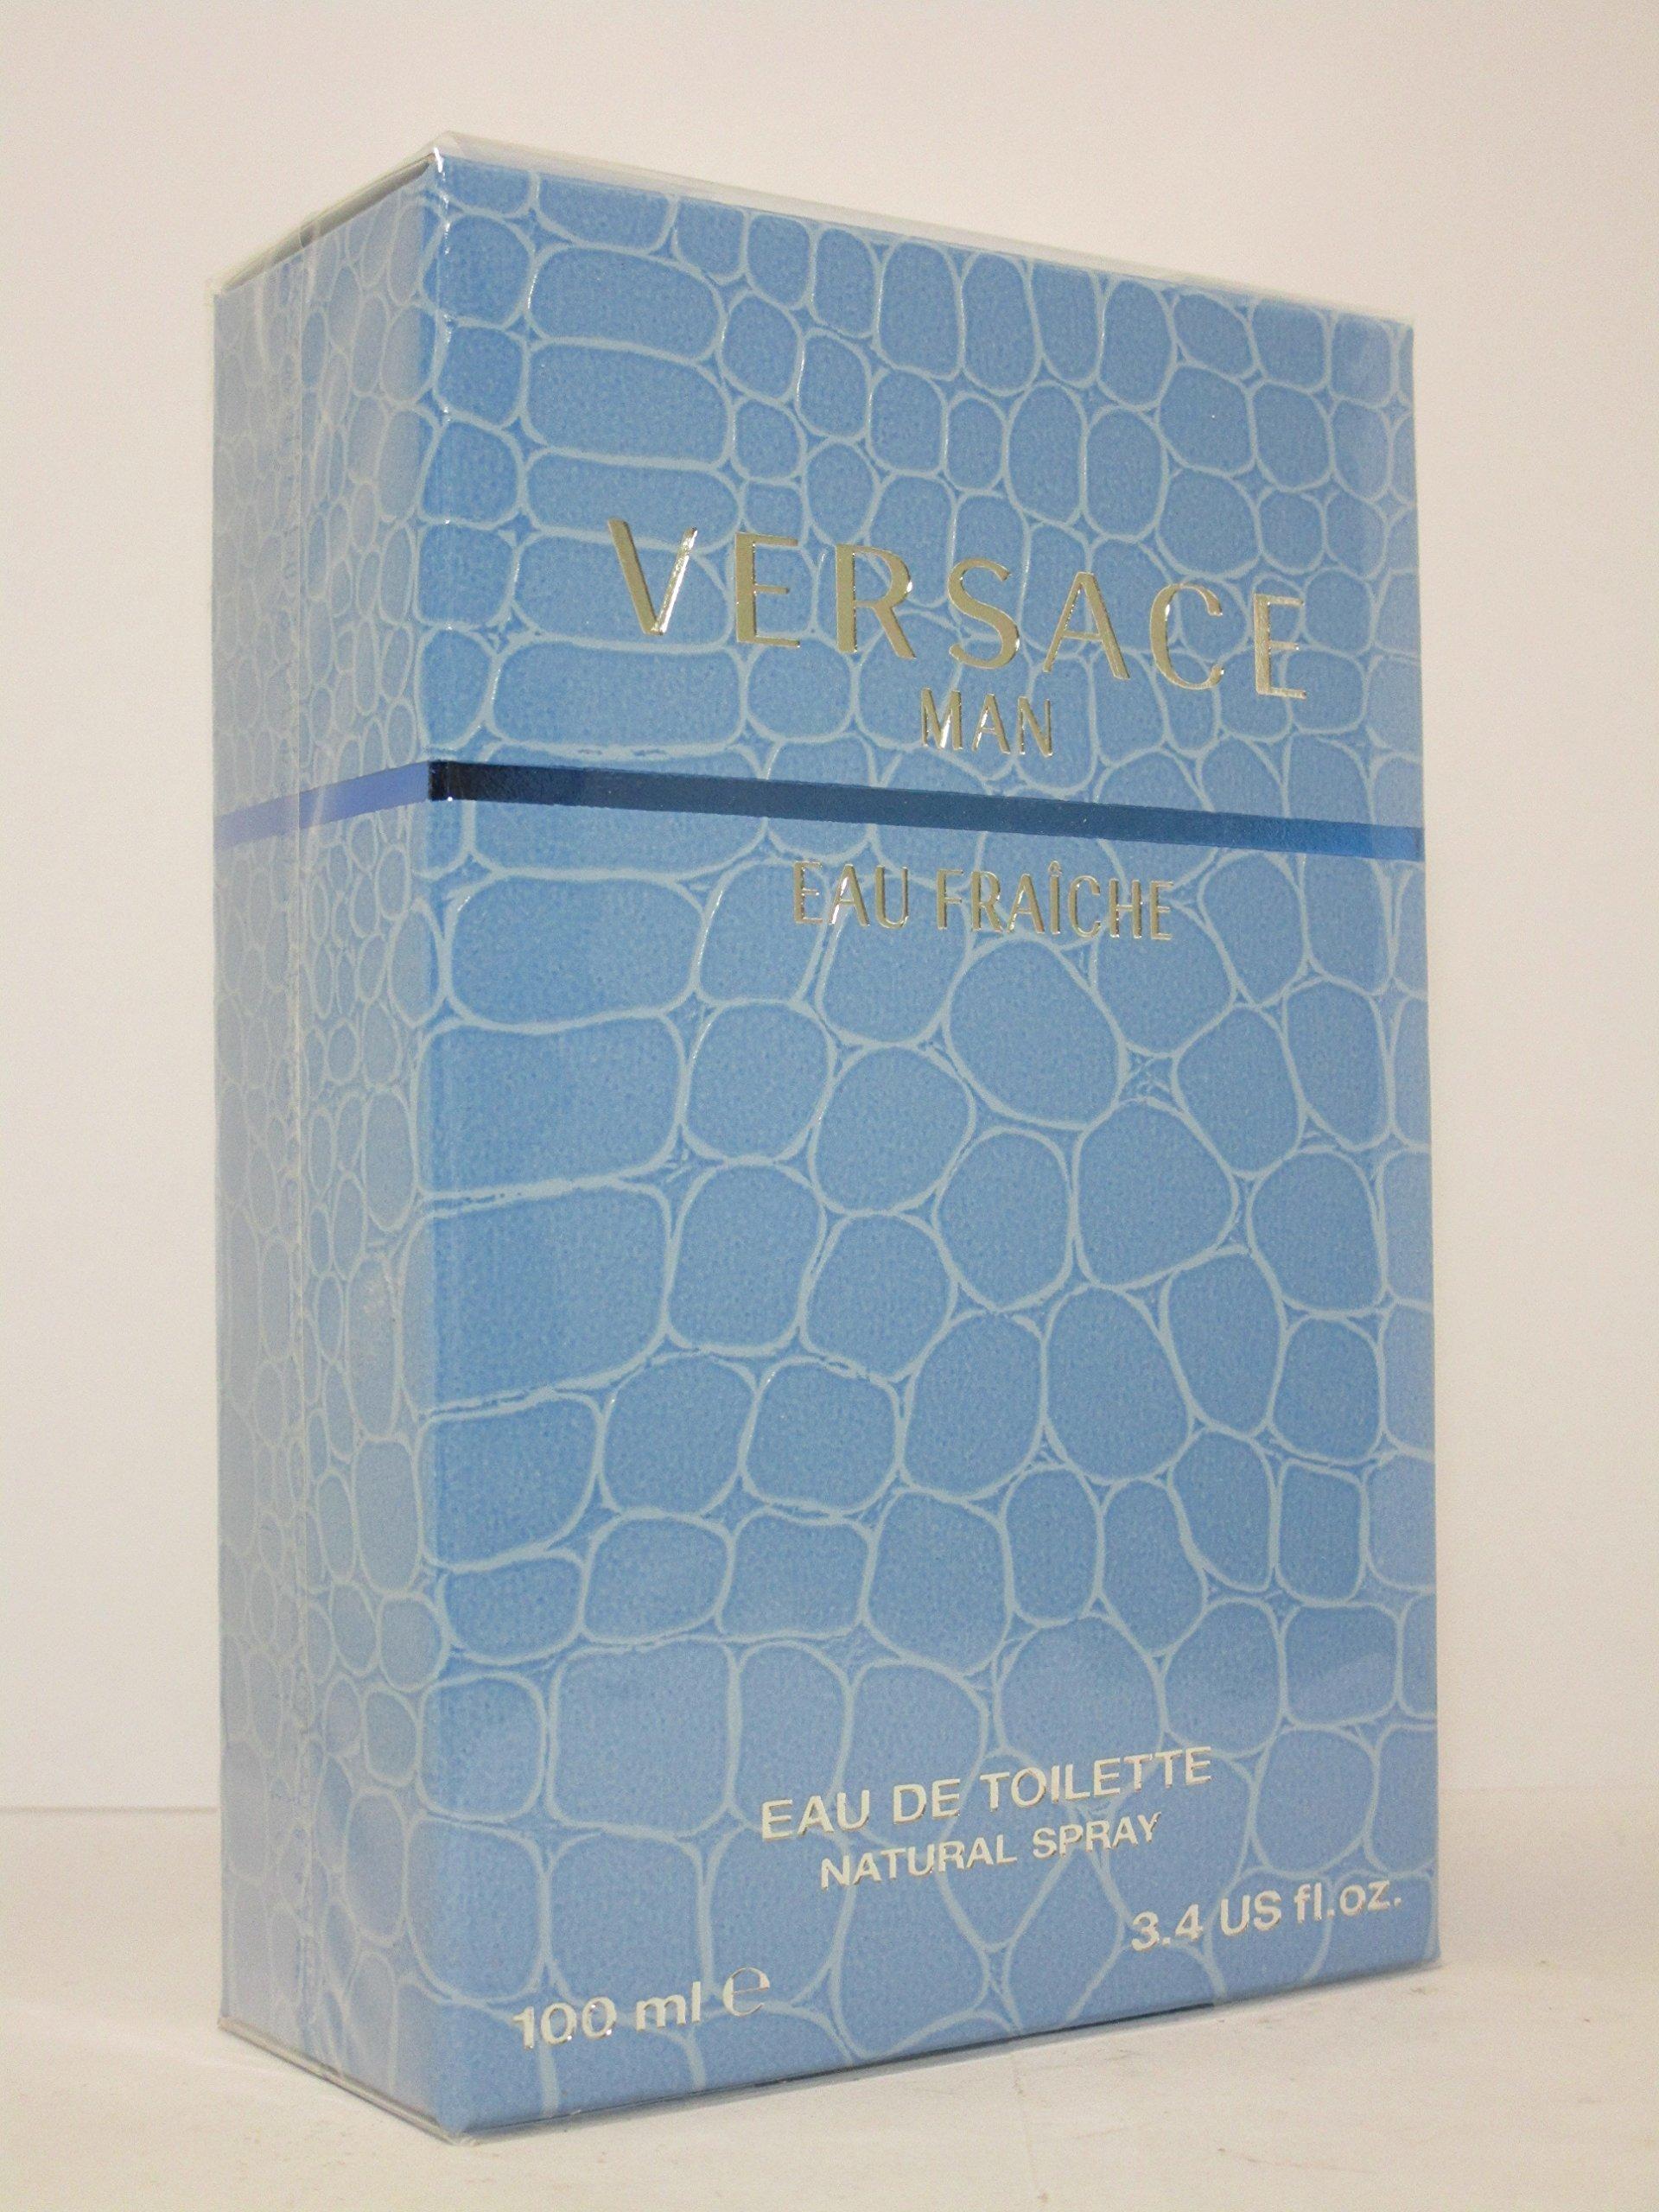 VERSACE
MAN
EAU FRAÎCHE
EAU DE TOILETTE
NATURAL SPRAY
100 ml ℮ 3.4 US fl.oz.